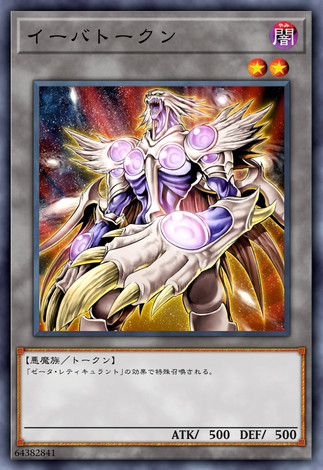 イーバトークン
闇
やみ
【悪魔族／トークン】
「ゼータ・レティキュラント」の効果で特殊召喚される。
ATK/ 500 DEF/ 500
64382841